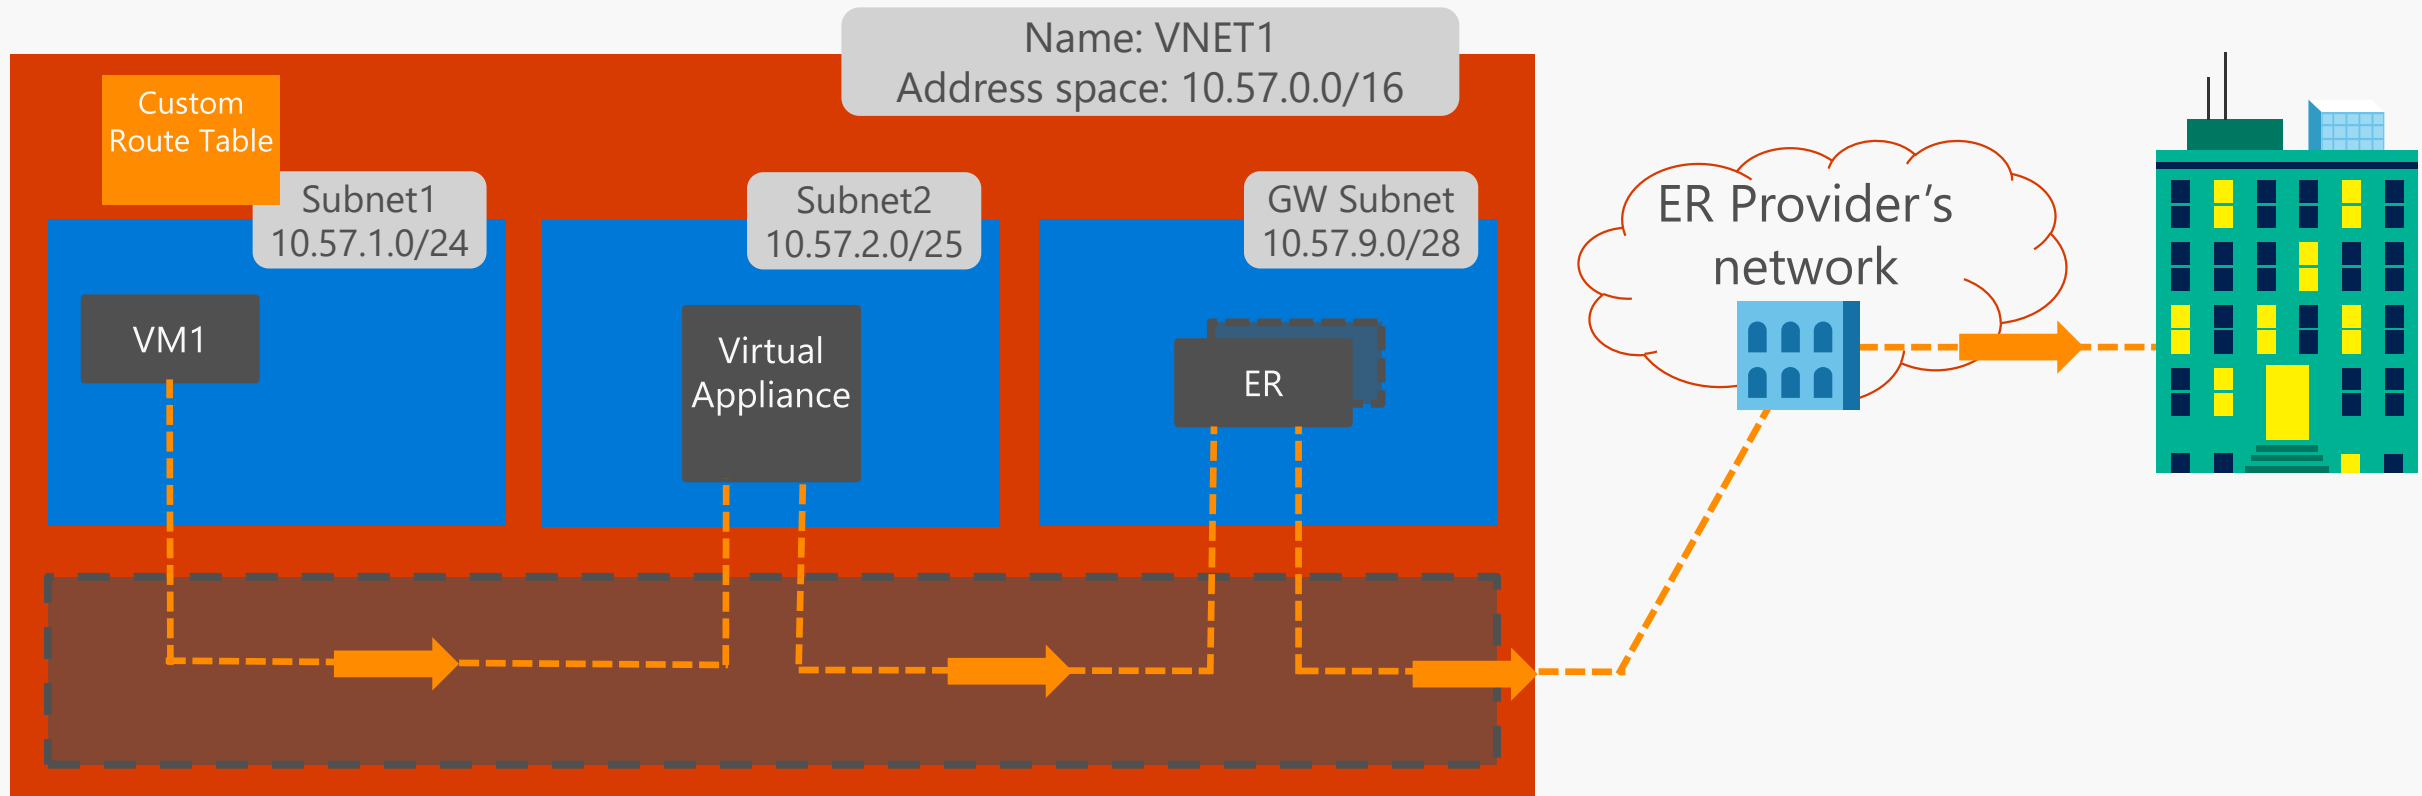 Name: VNET1
Address space: 10.57.0.0/16
Custom
Route Table
Subnet1
10.57.1.0/24
Subnet2
10.57.2.0/25
GW Subnet
10.57.9.0/28
VM1
Virtual
Appliance
ER
ER Provider’s
network